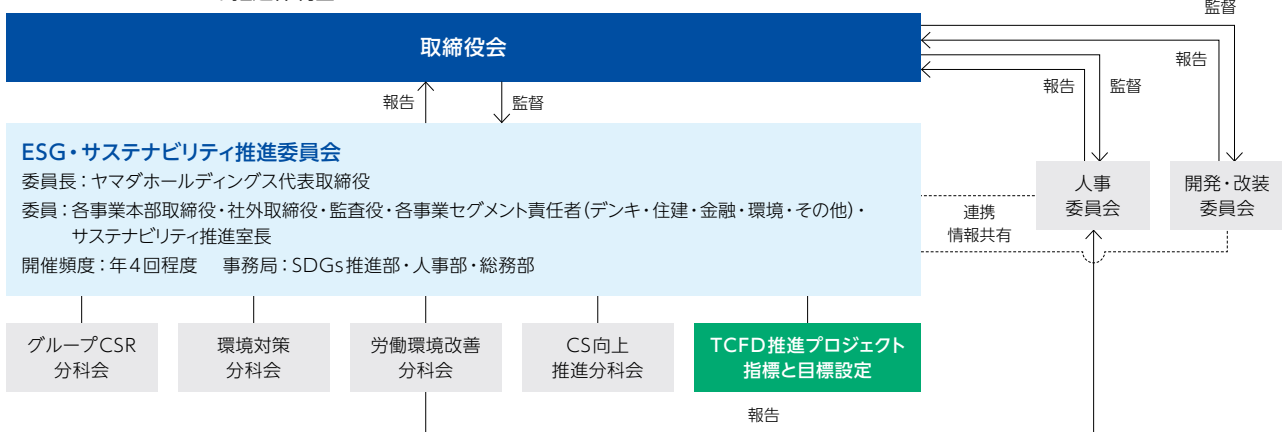 監督
取締役会
報告
報告
監督
報告
監督
ESG・サステナビリティ推進委員会
委員長：ヤマダホールディングス代表取締役
委員：各事業本部取締役・社外取締役・監査役・各事業セグメント責任者（デンキ・住建・金融・環境・その他）・
サステナビリティ推進室長
開催頻度：年4回程度　事務局：SDGs推進部・人事部・総務部
連携
情報共有
人事
委員会
開発・改装
委員会
グループCSR
分科会
環境対策
分科会
労働環境改善
分科会
CS向上
推進分科会
TCFD推進プロジェクト
指標と目標設定
報告